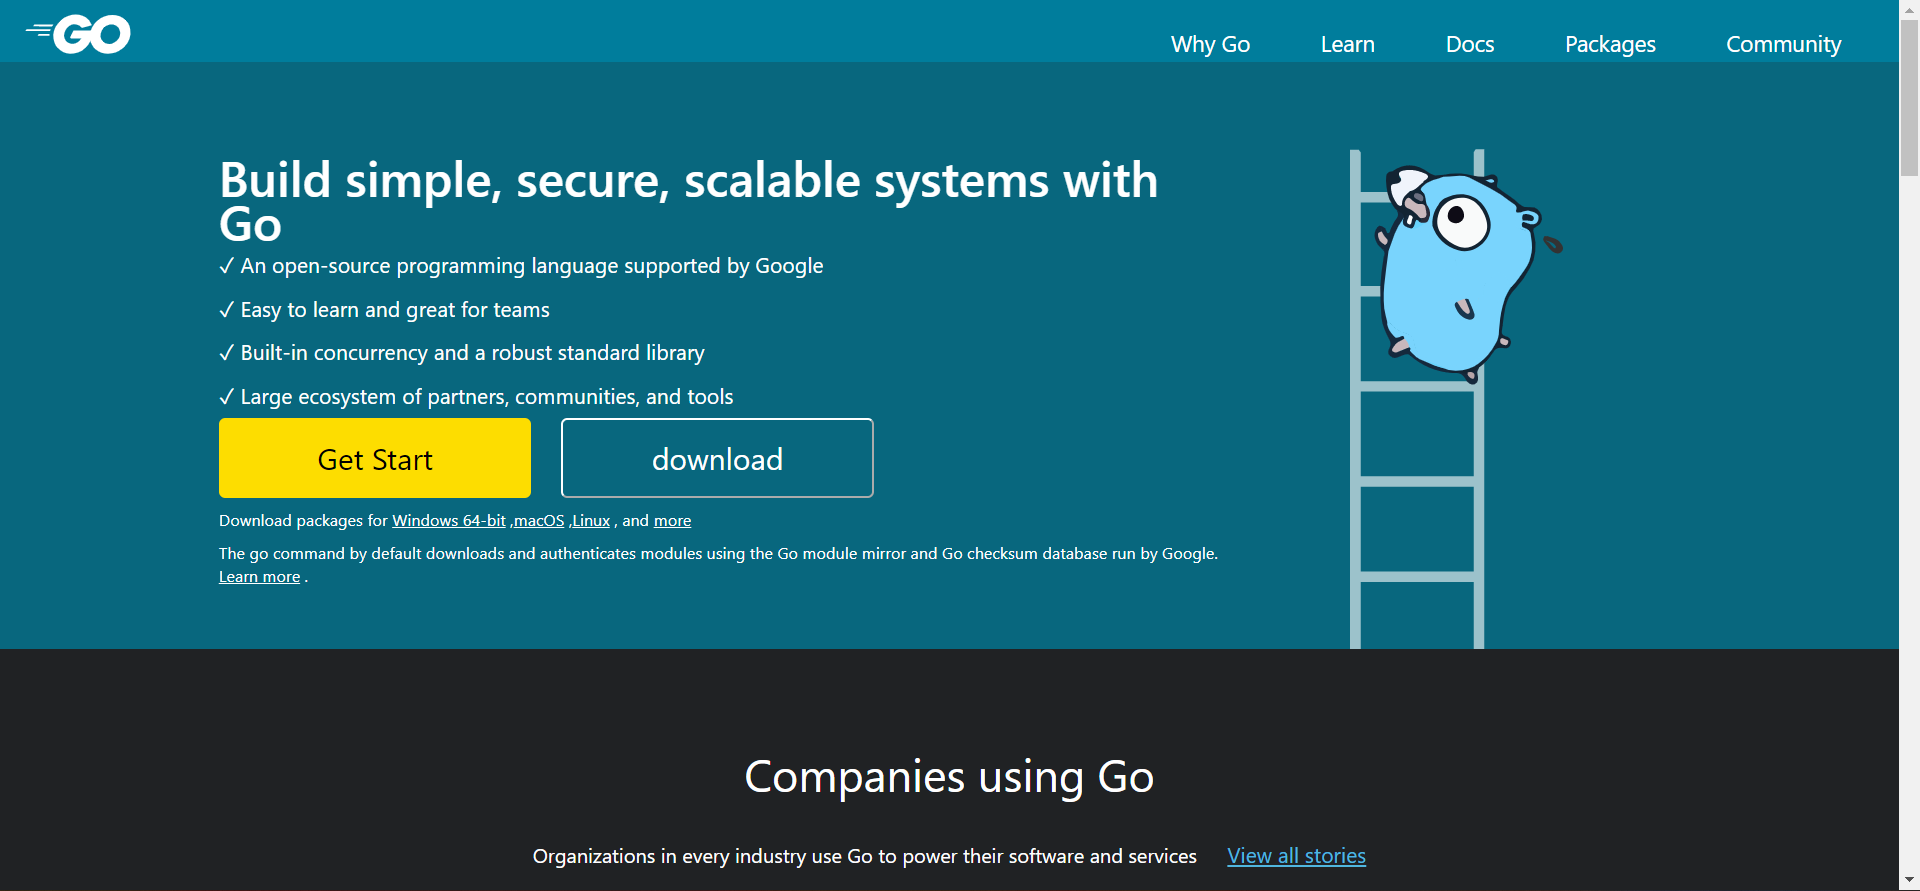 GO
Why Go Learn Docs Packages Community
Build simple, secure, scalable systems with
Go
✓ An open-source programming language supported by Google
✓ Easy to learn and great for teams
✓ Built-in concurrency and a robust standard library
✓ Large ecosystem of partners, communities, and tools
Get Start download
Download packages for Windows 64-bit ,macOS ,Linux , and more
The go command by default downloads and authenticates modules using the Go module mirror and Go checksum database run by Google.
Learn more .
Companies using Go
Organizations in every industry use Go to power their software and services View all stories